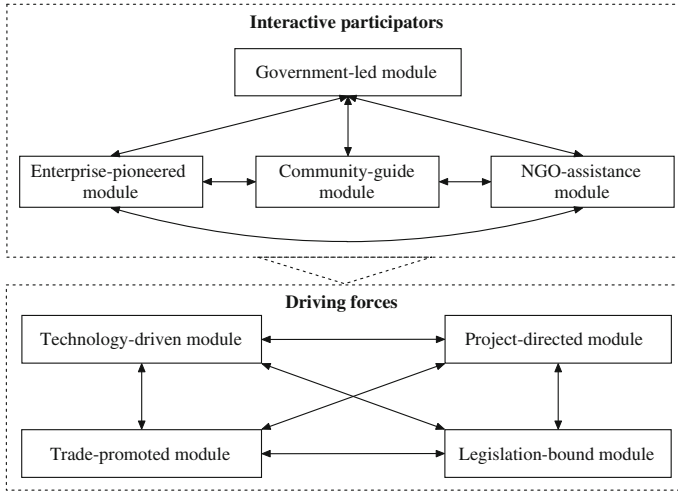 Interactive participators
Government-led module
Enterprise-pioneered
module
Community-guide
module
NGO-assistance
module
Driving forces
Technology-driven module
Project-directed module
Trade-promoted module
Legislation-bound module